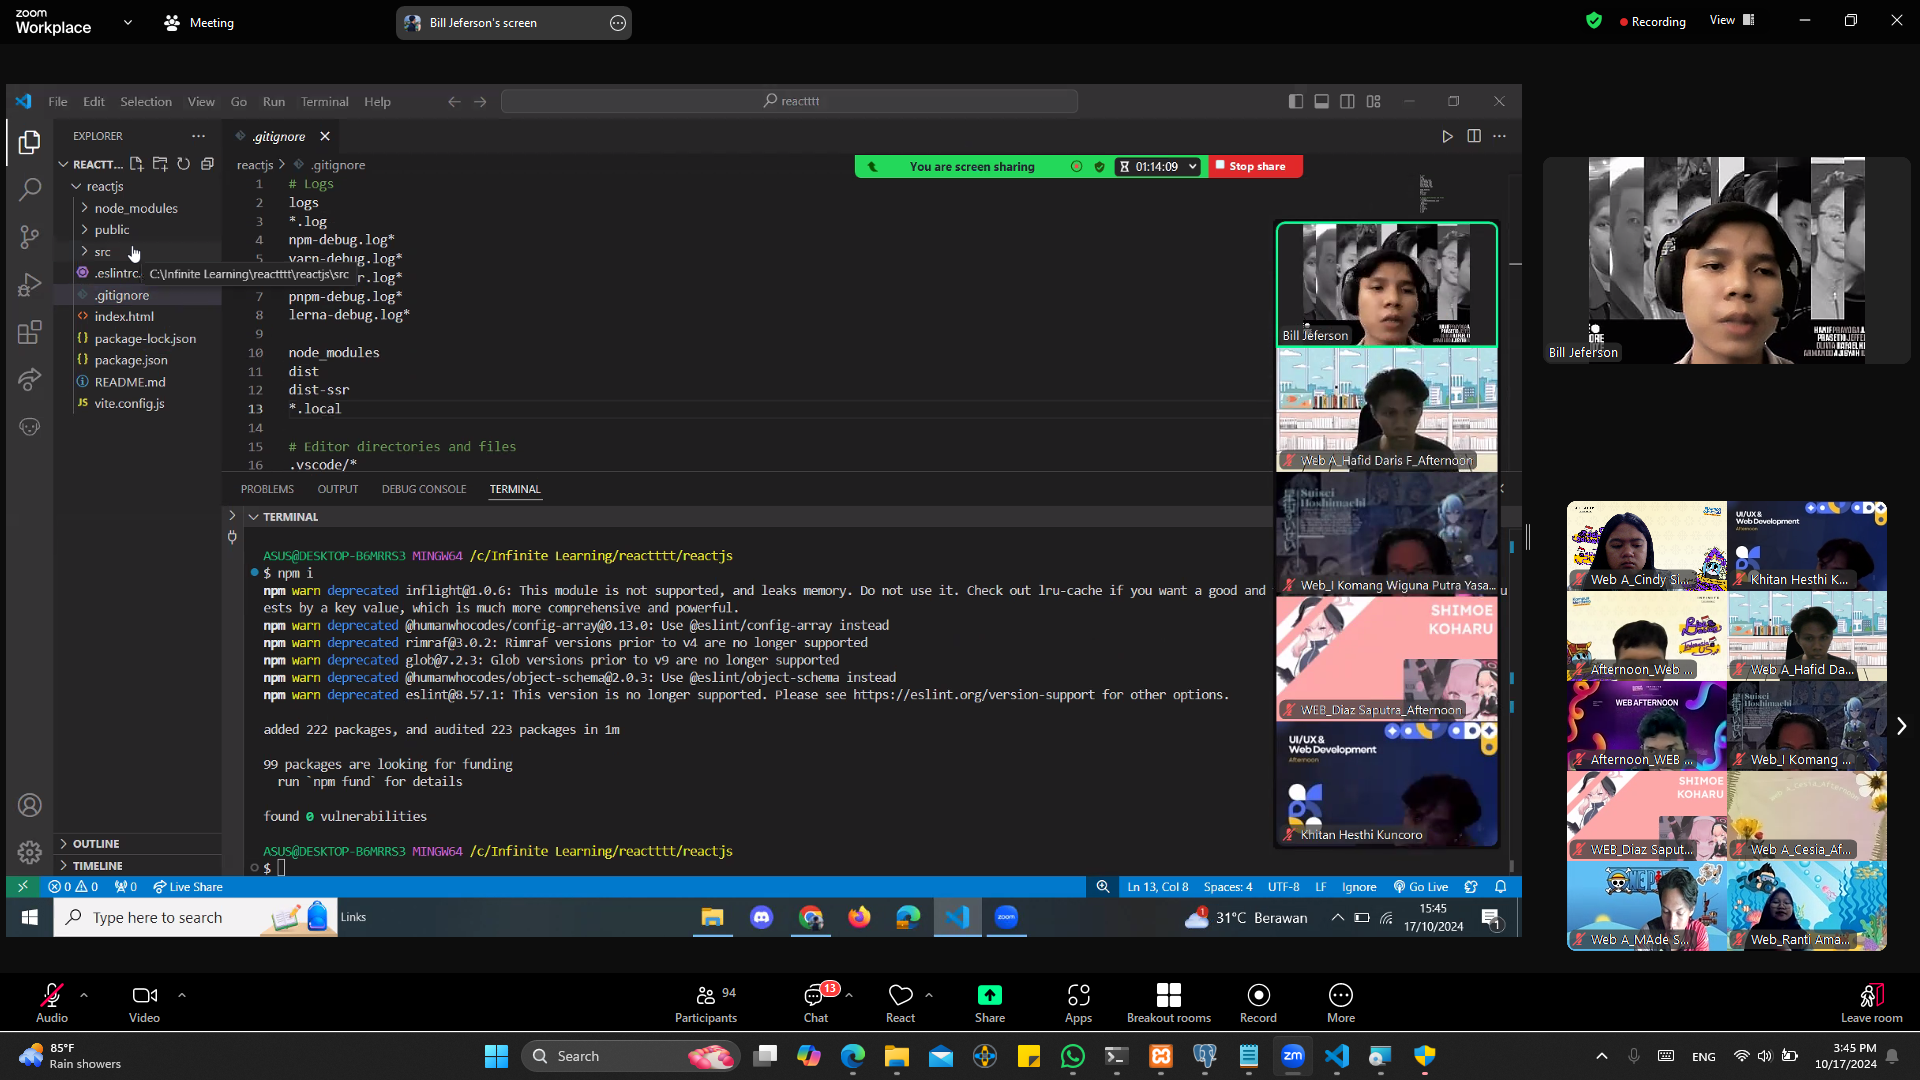 zoom
Workplace
Meeting
Bill Jeferson's screen
Recording
View
File Edit Selection View Go Run Terminal Help
reactttt
EXPLORER
.gitignore
REACTT...
reactjs > .gitignore
You are screen sharing
01:14:09
Stop share
reactjs
node_modules
public
src
.eslintrc.
C:\Infinite Learning\reactttt\reactjs\src
.gitignore
index.html
package-lock.json
package.json
README.md
vite.config.js
1 # Logs
2 logs
3 *.log
4 npm-debug.log*
5 yarn-debug.log*
r.log*
7 pnpm-debug.log*
8 lerna-debug.log*
9
10 node_modules
11 dist
12 dist-ssr
13 *.local
14
15 # Editor directories and files
16 .vscode/*
PROBLEMS OUTPUT DEBUG CONSOLE TERMINAL
TERMINAL
ASUS@DESKTOP-B6MRRS3 MINGW64 /c/Infinite Learning/reactttt/reactjs
$ npm i
npm warn deprecated inflight@1.0.6: This module is not supported, and leaks memory. Do not use it. Check out lru-cache if you want a good and
ests by a key value, which is much more comprehensive and powerful.
npm warn deprecated @humanwhocodes/config-array@0.13.0: Use @eslint/config-array instead
npm warn deprecated rimraf@3.0.2: Rimraf versions prior to v4 are no longer supported
npm warn deprecated glob@7.2.3: Glob versions prior to v9 are no longer supported
npm warn deprecated @humanwhocodes/object-schema@2.0.3: Use @eslint/object-schema instead
npm warn deprecated eslint@8.57.1: This version is no longer supported. Please see https://eslint.org/version-support for other options.
added 222 packages, and audited 223 packages in 1m
99 packages are looking for funding
run `npm fund` for details
found 0 vulnerabilities
ASUS@DESKTOP-B6MRRS3 MINGW64 /c/Infinite Learning/reactttt/reactjs
$
OUTLINE
TIMELINE
Bill Jeferson
Web A_Hafid Daris F_Afternoon
Suisei
Hoshimachi
Web_I Komang Wiguna Putra Yasa...
SHIMOE
KOHARU
WEB_Diaz Saputra_Afternoon
UI/UX &
Web Development
Afternoon
Khitan Hesthi Kuncoro
Bill Jeferson
Web A_Cindy Si...
UI/UX &
Web Development
Khitan Hesthi K...
Afternoon_Web ...
Web A_Hafid Da...
WEB AFTERNOON
Afternoon_WEB ...
Suisei
Hoshimachi
Web_I Komang ...
SHIMOE
KOHARU
WEB_Diaz Saput...
Web A_Cesia_Af...
Web A_MAde S...
Web_Ranti Ama...
0 0 0 Live Share
Ln 13, Col 8 Spaces: 4 UTF-8 LF Ignore Go Live
Type here to search
Links
zoom
31°C Berawan
15:45
17/10/2024
1
Audio
Video
94
Participants
13
Chat
React
Share
Apps
Breakout rooms
Record
More
Leave room
85°F
Rain showers
Search
zm
ENG
3:45 PM
10/17/2024